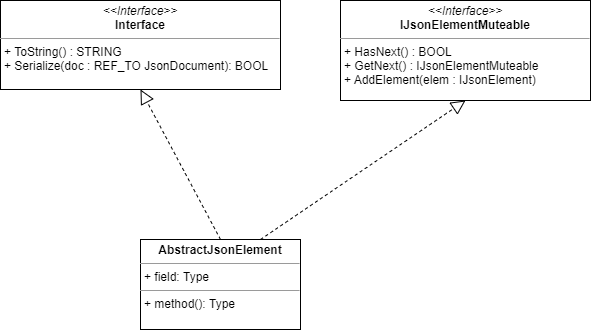 <<Interface>>
Interface
+ ToString() : STRING
+ Serialize(doc : REF_TO JsonDocument): BOOL
<<Interface>>
IJsonElementMuteable
+ HasNext() : BOOL
+ GetNext() : IJsonElementMuteable
+ AddElement(elem : IJsonElement)
AbstractJsonElement
+ field: Type
+ method(): Type